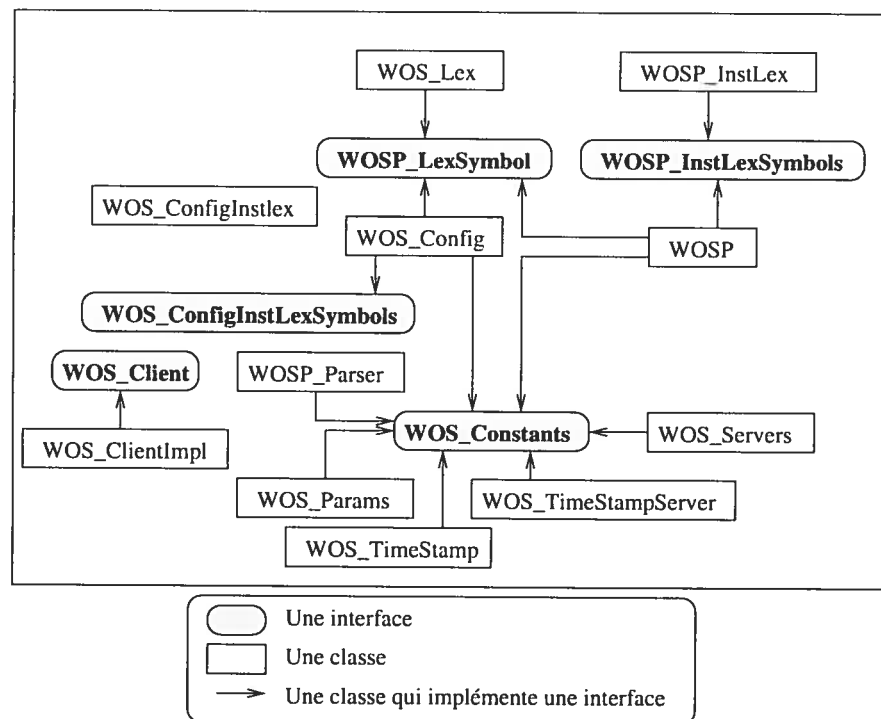 WOS_Lex
WOSP_InstLex
WOSP_LexSymbol
WOSP_InstLexSymbols
WOS_ConfigInstlex
WOS_Config
WOSP
WOS_ConfigInstLexSymbols
WOS_Client
WOSP_Parser
WOS_Constants
WOS_Servers
WOS_ClientImpl
WOS_Params
WOS_TimeStampServer
WOS_TimeStamp
Une interface
Une classe
Une classe qui implémente une interface